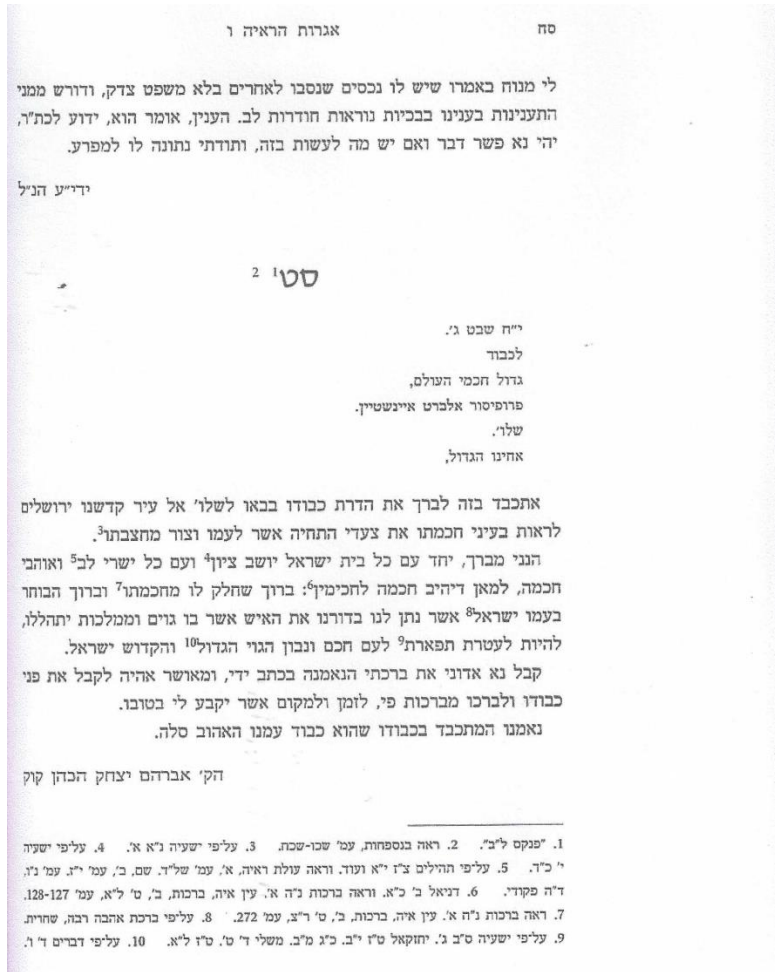 סח
אגרות הראיה ו
לי מנוח באמרו שיש לו נכסים שנסבו לאחרים בלא משפט צדק, ודורש ממני
התענינות בענינו בבכיות נוראות חודרות לב. הענין, אומר הוא, ידוע לכת״ר,
יהי נא פשר דבר ואם יש מה לעשות בזה, ותודתי נתונה לו למפרע.
ידי״ע הנ״ל
סט¹ ²
י״ח שבט ג׳.
לכבוד
גדול חכמי העולם,
פרופיסור אלברט איינשטיין.
שלו׳.
אחינו הגדול,
אתכבד בזה לברך את הדרת כבודו בבאו לשלו׳ אל עיר קדשנו ירושלים
לראות בעיני חכמתו את צעדי התחיה אשר לעמו וצור מחצבתו³.
הנני מברך, יחד עם כל בית ישראל יושב ציון⁴ ועם כל ישרי לב⁵ ואוהבי
חכמה, למאן דיהיב חכמה לחכימין⁶: ברוך שחלק לו מחכמתו⁷ וברוך הבוחר
בעמו ישראל⁸ אשר נתן לנו בדורנו את האיש אשר בו גוים וממלכות יתהללו,
להיות לעטרת תפארת⁹ לעם חכם ונבון הגוי הגדול¹⁰ והקדוש ישראל.
קבל נא אדוני את ברכתי הנאמנה בכתב ידי, ומאושר אהיה לקבל את פני
כבודו ולברכו מברכות פי, לזמן ולמקום אשר יקבע לי בטובו.
נאמנו המתכבד בכבודו שהוא כבוד עמנו האהוב סלה.
הק׳ אברהם יצחק הכהן קוק
1. ״פנקס ל״ב״. 2. ראה בנספחות, עמ׳ שכו-שכח. 3. על־פי ישעיה נ״א א׳. 4. על־פי ישעיה
י׳ כ״ד. 5. על־פי תהילים צ״ז י״א ועוד. וראה עולת ראיה, א׳, עמ׳ של״ד. שם, ב׳, עמ׳ י״ז. עמ׳ נ״ו,
ד״ה פקודי. 6. דניאל ב׳ כ״א. וראה ברכות נ״ה א׳. עין איה, ברכות, ב׳, ט׳ ל״א, עמ׳ 128-127.
7. ראה ברכות נ״ה א׳. עין איה, ברכות, ב׳, ט׳ ר״צ, עמ׳ 272. 8. על־פי ברכת אהבה רבה, שחרית.
9. על־פי ישעיה ס״ב ג׳. יחזקאל ט״ז י״ב. כ״ג מ״ב. משלי ד׳ ט׳. ט״ז ל״א. 10. על־פי דברים ד׳ ו׳.